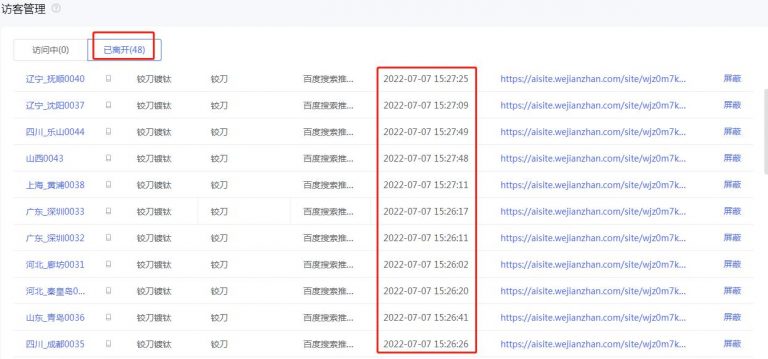 访客管理
访问中(0) 已离开(48)
辽宁_抚顺0040 铰刀镀钛 铰刀 百度搜索推... 2022-07-07 15:27:25 https://aisite.wejianzhan.com/site/wjz0m7k... 屏蔽
辽宁_沈阳0037 铰刀镀钛 铰刀 百度搜索推... 2022-07-07 15:27:09 https://aisite.wejianzhan.com/site/wjz0m7k... 屏蔽
四川_乐山0044 铰刀镀钛 铰刀 百度搜索推... 2022-07-07 15:27:49 https://aisite.wejianzhan.com/site/wjz0m7k... 屏蔽
山西0043 铰刀镀钛 铰刀 百度搜索推... 2022-07-07 15:27:48 https://aisite.wejianzhan.com/site/wjz0m7k... 屏蔽
上海_黄浦0038 铰刀镀钛 铰刀 百度搜索推... 2022-07-07 15:27:11 https://aisite.wejianzhan.com/site/wjz0m7k... 屏蔽
广东_深圳0033 铰刀镀钛 铰刀 百度搜索推... 2022-07-07 15:26:17 https://aisite.wejianzhan.com/site/wjz0m7k... 屏蔽
广东_深圳0032 铰刀镀钛 铰刀 百度搜索推... 2022-07-07 15:26:11 https://aisite.wejianzhan.com/site/wjz0m7k... 屏蔽
河北_廊坊0031 铰刀镀钛 铰刀 百度搜索推... 2022-07-07 15:26:02 https://aisite.wejianzhan.com/site/wjz0m7k... 屏蔽
河北_秦皇岛0... 铰刀镀钛 铰刀 百度搜索推... 2022-07-07 15:26:20 https://aisite.wejianzhan.com/site/wjz0m7k... 屏蔽
山东_青岛0036 铰刀镀钛 铰刀 百度搜索推... 2022-07-07 15:26:41 https://aisite.wejianzhan.com/site/wjz0m7k... 屏蔽
四川_成都0035 铰刀镀钛 铰刀 百度搜索推... 2022-07-07 15:26:26 https://aisite.wejianzhan.com/site/wjz0m7k... 屏蔽